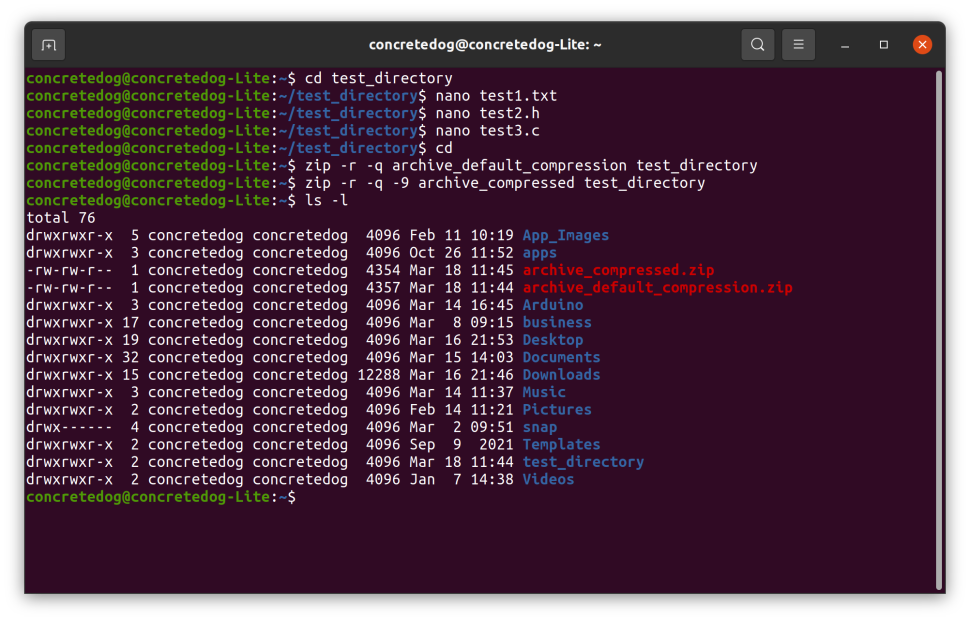 concretedog@concretedog-Lite: ~
concretedog@concretedog-Lite:~$ cd test_directory
concretedog@concretedog-Lite:~/test_directory$ nano test1.txt
concretedog@concretedog-Lite:~/test_directory$ nano test2.h
concretedog@concretedog-Lite:~/test_directory$ nano test3.c
concretedog@concretedog-Lite:~/test_directory$ cd
concretedog@concretedog-Lite:~$ zip -r -q archive_default_compression test_directory
concretedog@concretedog-Lite:~$ zip -r -q -9 archive_compressed test_directory
concretedog@concretedog-Lite:~$ ls -l
total 76
drwxrwxr-x  5 concretedog concretedog  4096 Feb 11 10:19 App_Images
drwxrwxr-x  3 concretedog concretedog  4096 Oct 26 11:52 apps
-rw-rw-r--  1 concretedog concretedog  4354 Mar 18 11:45 archive_compressed.zip
-rw-rw-r--  1 concretedog concretedog  4357 Mar 18 11:44 archive_default_compression.zip
drwxrwxr-x  3 concretedog concretedog  4096 Mar 14 16:45 Arduino
drwxrwxr-x 17 concretedog concretedog  4096 Mar  8 09:15 business
drwxrwxr-x 19 concretedog concretedog  4096 Mar 16 21:53 Desktop
drwxrwxr-x 32 concretedog concretedog  4096 Mar 15 14:03 Documents
drwxrwxr-x 15 concretedog concretedog 12288 Mar 16 21:46 Downloads
drwxrwxr-x  3 concretedog concretedog  4096 Mar 14 11:37 Music
drwxrwxr-x  2 concretedog concretedog  4096 Feb 14 11:21 Pictures
drwx------  4 concretedog concretedog  4096 Mar  2 09:51 snap
drwxrwxr-x  2 concretedog concretedog  4096 Sep  9  2021 Templates
drwxrwxr-x  2 concretedog concretedog  4096 Mar 18 11:44 test_directory
drwxrwxr-x  2 concretedog concretedog  4096 Jan  7 14:38 Videos
concretedog@concretedog-Lite:~$